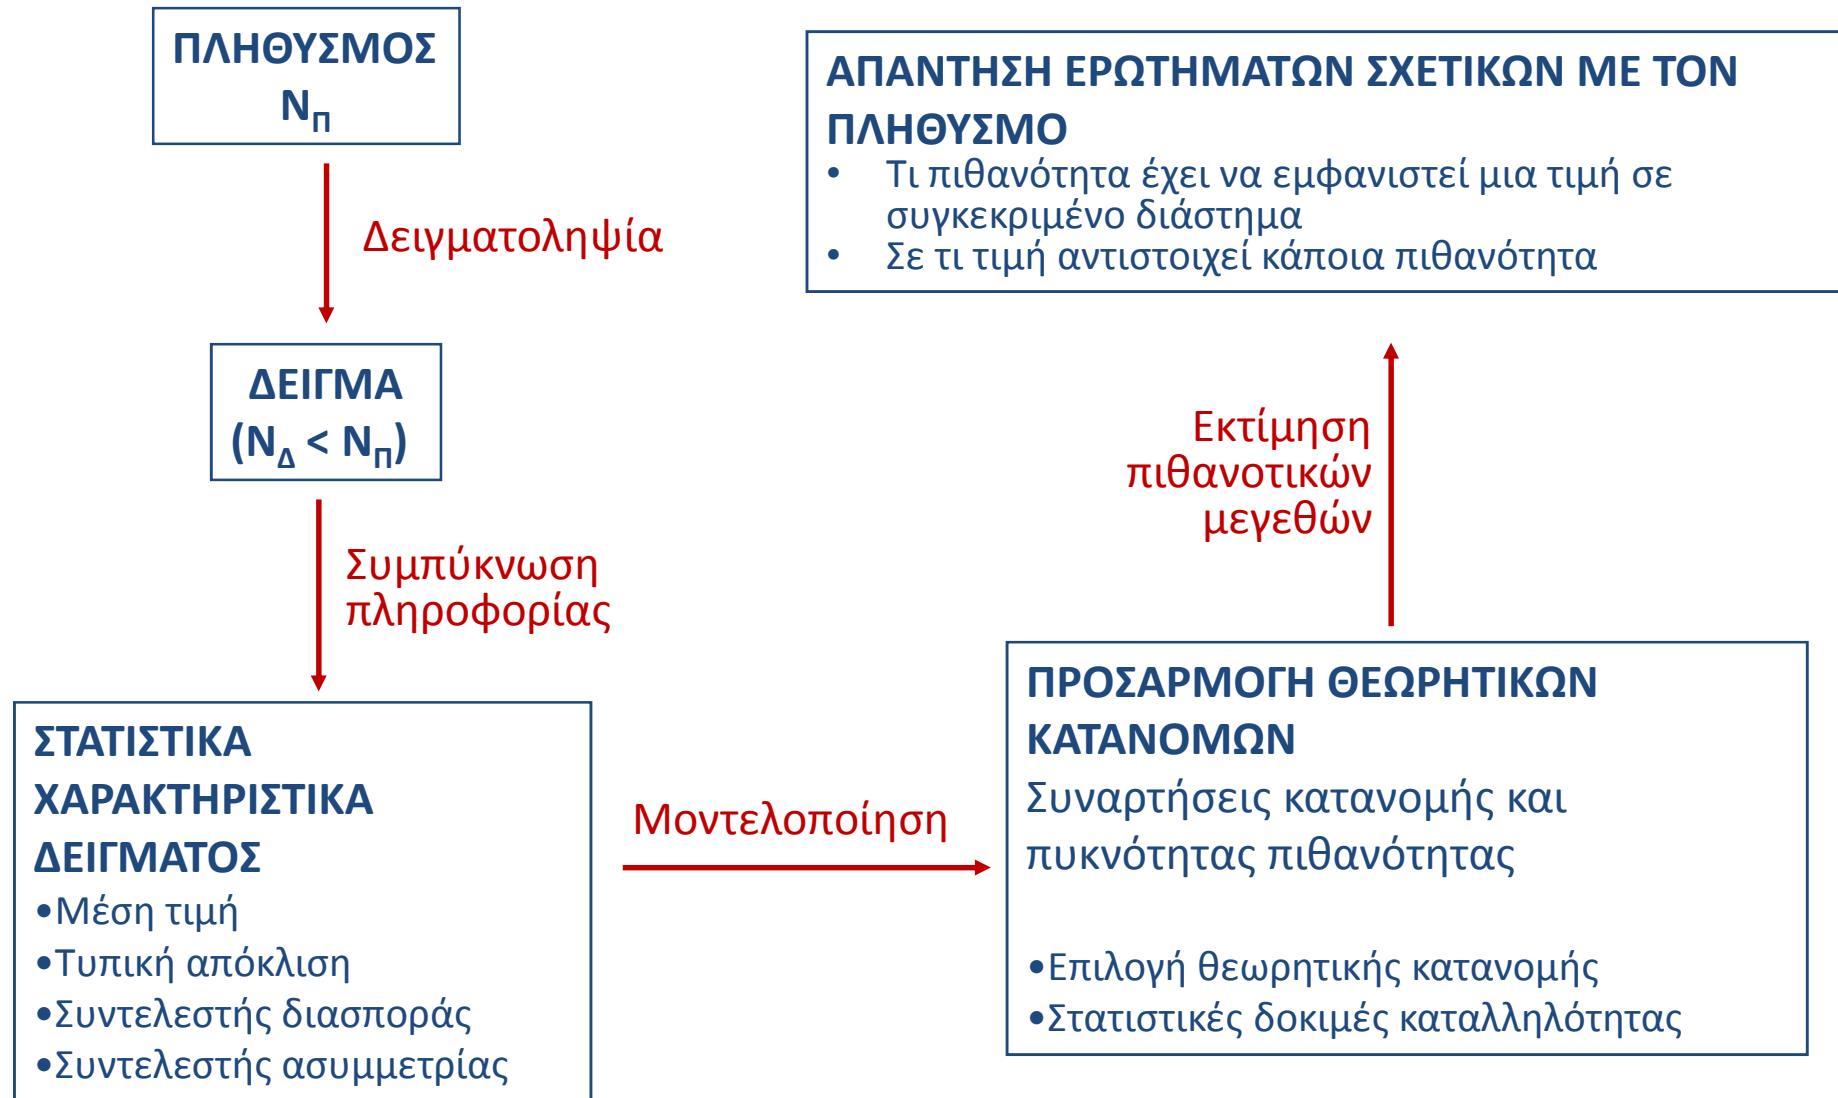 ΠΛΗΘΥΣΜΟΣ
Ν_Π
Δειγματοληψία
ΔΕΙΓΜΑ
(Ν_Δ < Ν_Π)
Συμπύκνωση
πληροφορίας
ΣΤΑΤΙΣΤΙΚΑ
ΧΑΡΑΚΤΗΡΙΣΤΙΚΑ
ΔΕΙΓΜΑΤΟΣ
•Μέση τιμή
•Τυπική απόκλιση
•Συντελεστής διασποράς
•Συντελεστής ασυμμετρίας
Μοντελοποίηση
ΠΡΟΣΑΡΜΟΓΗ ΘΕΩΡΗΤΙΚΩΝ
ΚΑΤΑΝΟΜΩΝ
Συναρτήσεις κατανομής και
πυκνότητας πιθανότητας
•Επιλογή θεωρητικής κατανομής
•Στατιστικές δοκιμές καταλληλότητας
Εκτίμηση
πιθανοτικών
μεγεθών
ΑΠΑΝΤΗΣΗ ΕΡΩΤΗΜΑΤΩΝ ΣΧΕΤΙΚΩΝ ΜΕ ΤΟΝ
ΠΛΗΘΥΣΜΟ
• Τι πιθανότητα έχει να εμφανιστεί μια τιμή σε
συγκεκριμένο διάστημα
• Σε τι τιμή αντιστοιχεί κάποια πιθανότητα